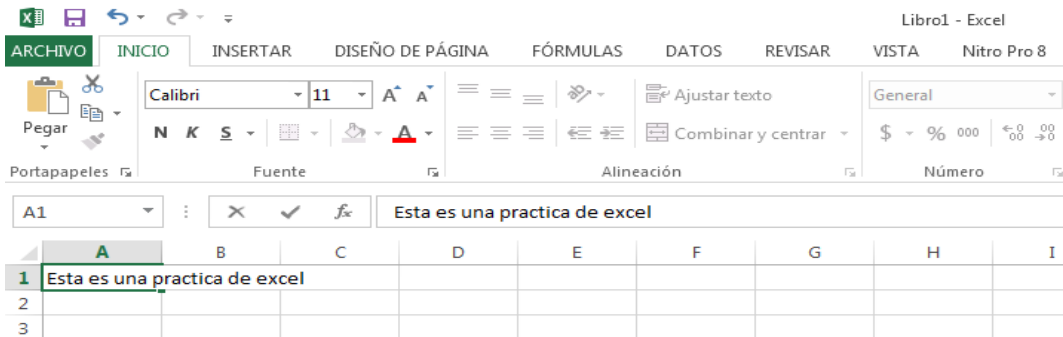 Libro1 - Excel
ARCHIVO INICIO INSERTAR DISEÑO DE PÁGINA FÓRMULAS DATOS REVISAR VISTA Nitro Pro 8
Calibri 11 A A Ajustar texto General
Pegar
N K S A Combinar y centrar $ % 000
Portapapeles Fuente Alineación Número
A1 fx Esta es una practica de excel
A B C D E F G H I
1 Esta es una practica de excel
2
3